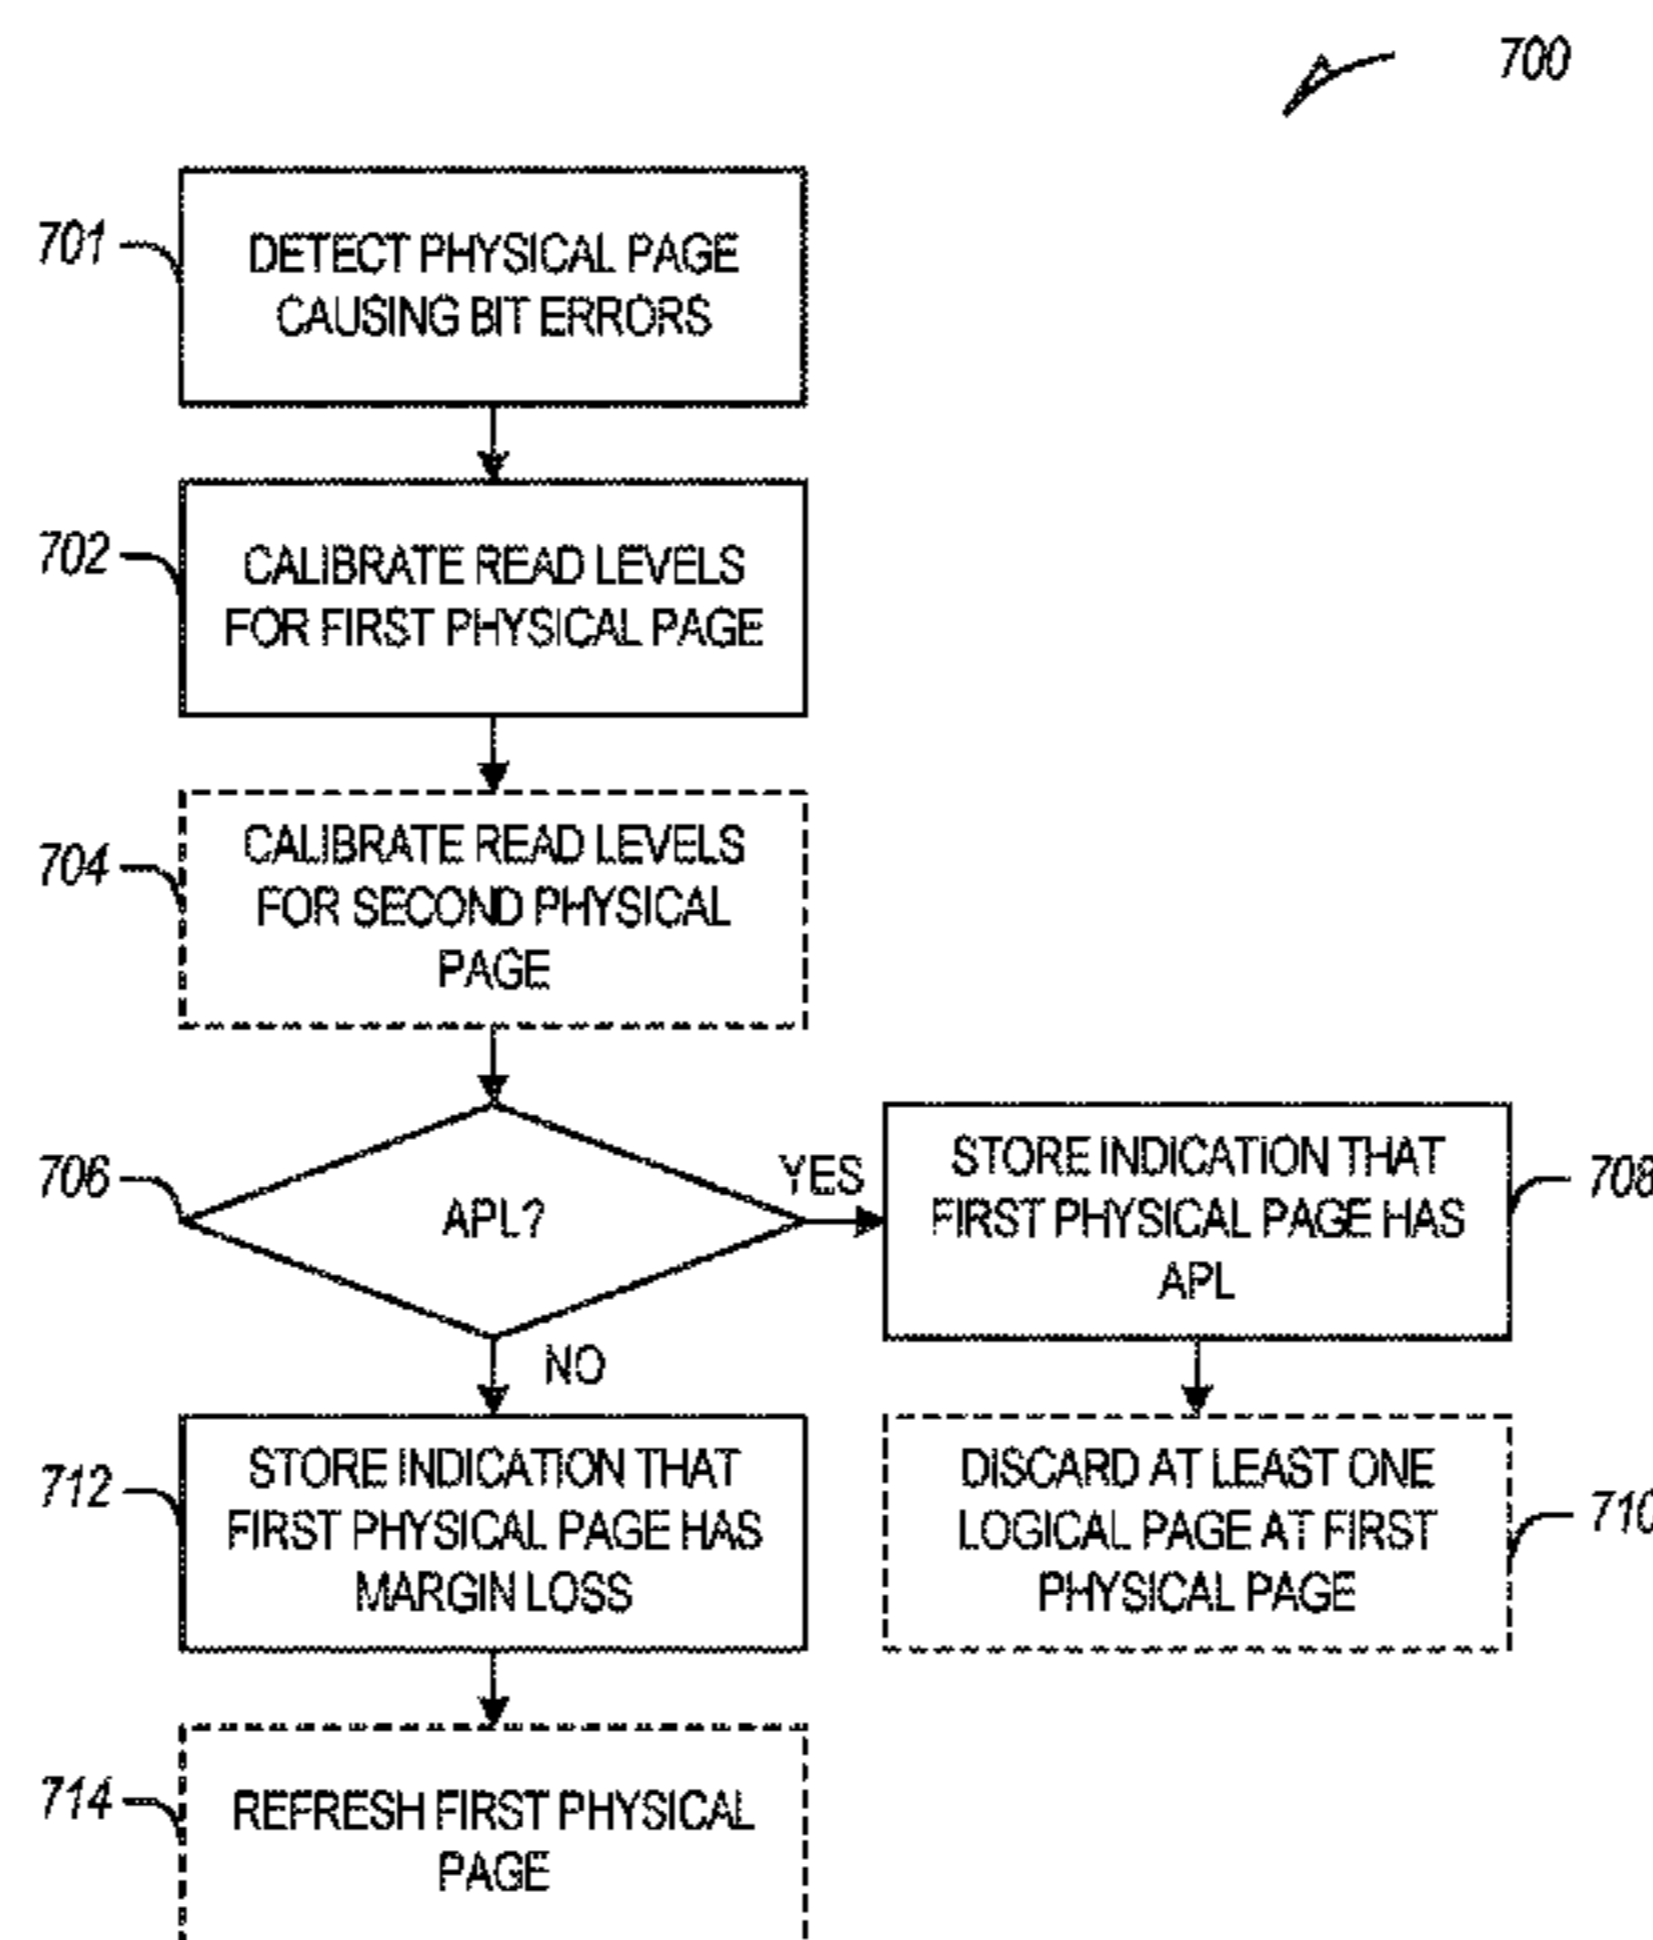 700
701
DETECT PHYSICAL PAGE
CAUSING BIT ERRORS
702
CALIBRATE READ LEVELS
FOR FIRST PHYSICAL PAGE
704
CALIBRATE READ LEVELS
FOR SECOND PHYSICAL
PAGE
706
APL?
YES
NO
STORE INDICATION THAT
FIRST PHYSICAL PAGE HAS
APL
708
712
STORE INDICATION THAT
FIRST PHYSICAL PAGE HAS
MARGIN LOSS
DISCARD AT LEAST ONE
LOGICAL PAGE AT FIRST
PHYSICAL PAGE
710
714
REFRESH FIRST PHYSICAL
PAGE